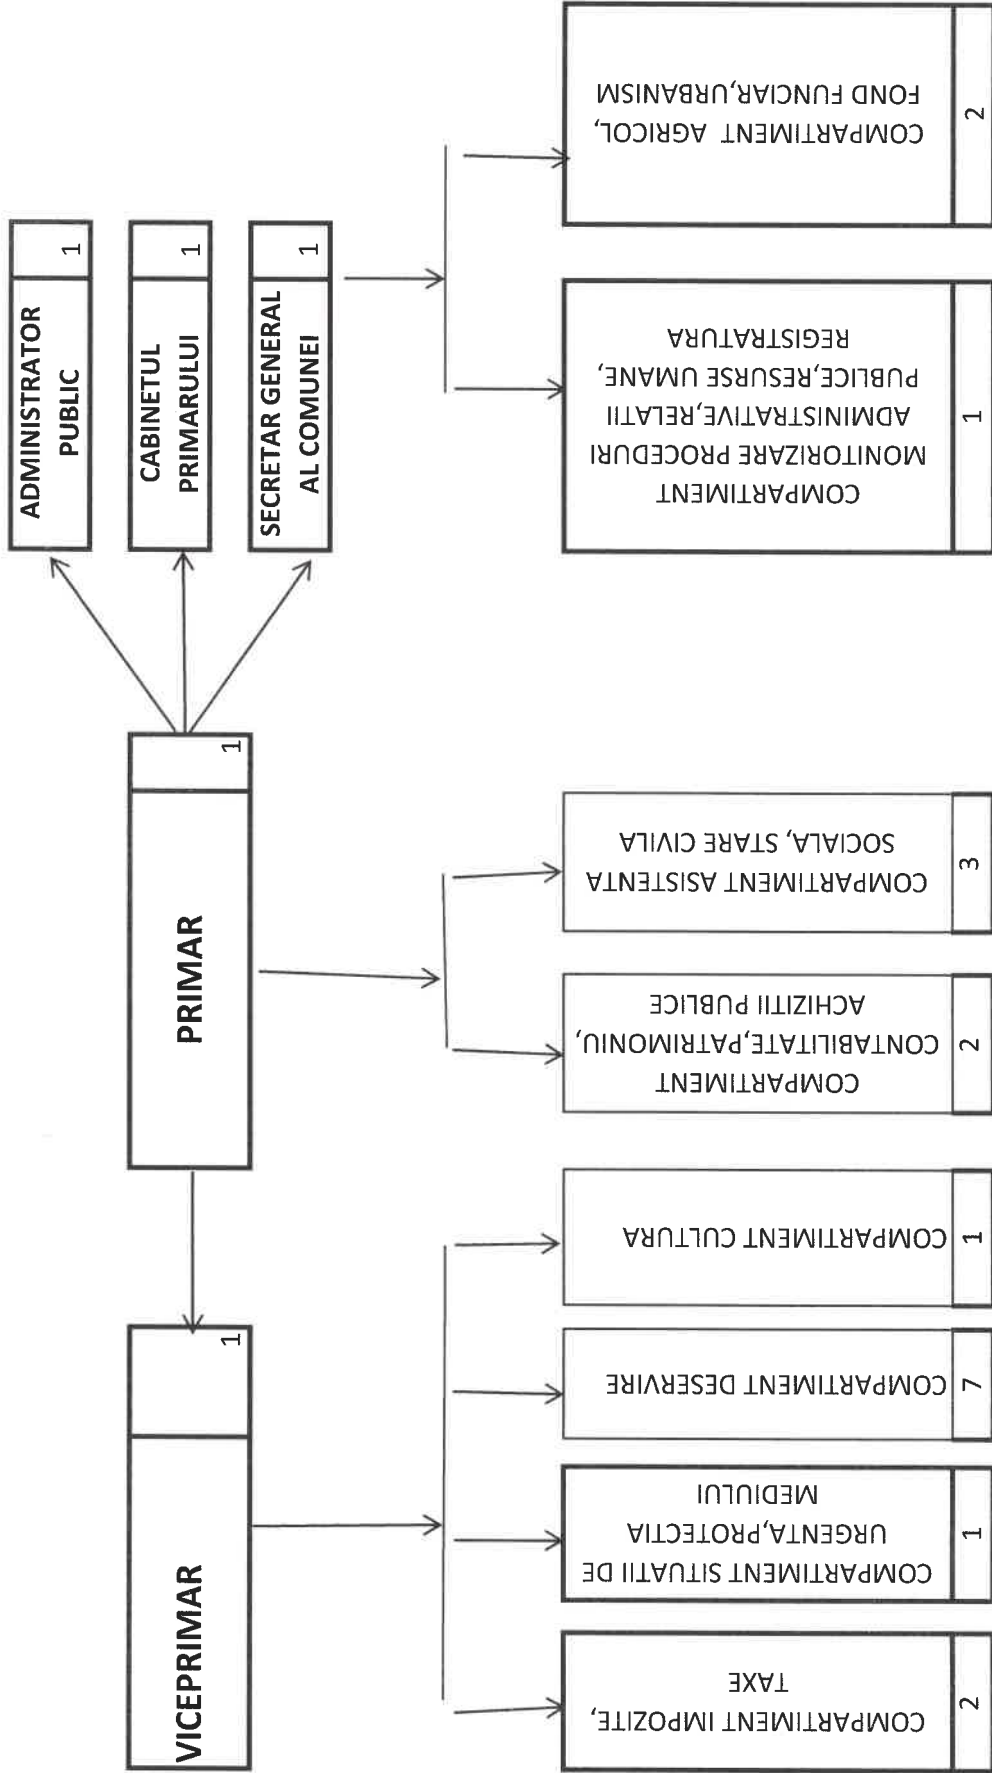 ADMINISTRATOR
PUBLIC
1
CABINETUL
PRIMARULUI
1
SECRETAR GENERAL
AL COMUNEI
1
VICEPRIMAR
1
PRIMAR
1
COMPARTIMENT IMPOZITE,
TAXE
2
COMPARTIMENT SITUATII DE
URGENTA,PROTECTIA
MEDIULUI
1
COMPARTIMENT DESERVIRE
7
COMPARTIMENT CULTURA
1
COMPARTIMENT
CONTABILITATE,PATRIMONIU,
ACHIZITII PUBLICE
2
COMPARTIMENT ASISTENTA
SOCIALA, STARE CIVILA
3
COMPARTIMENT
MONITORIZARE PROCEDURI
ADMINISTRATIVE,RELATII
PUBLICE,RESURSE UMANE,
REGISTRATURA
1
COMPARTIMENT AGRICOL,
FOND FUNCIAR,URBANISM
2